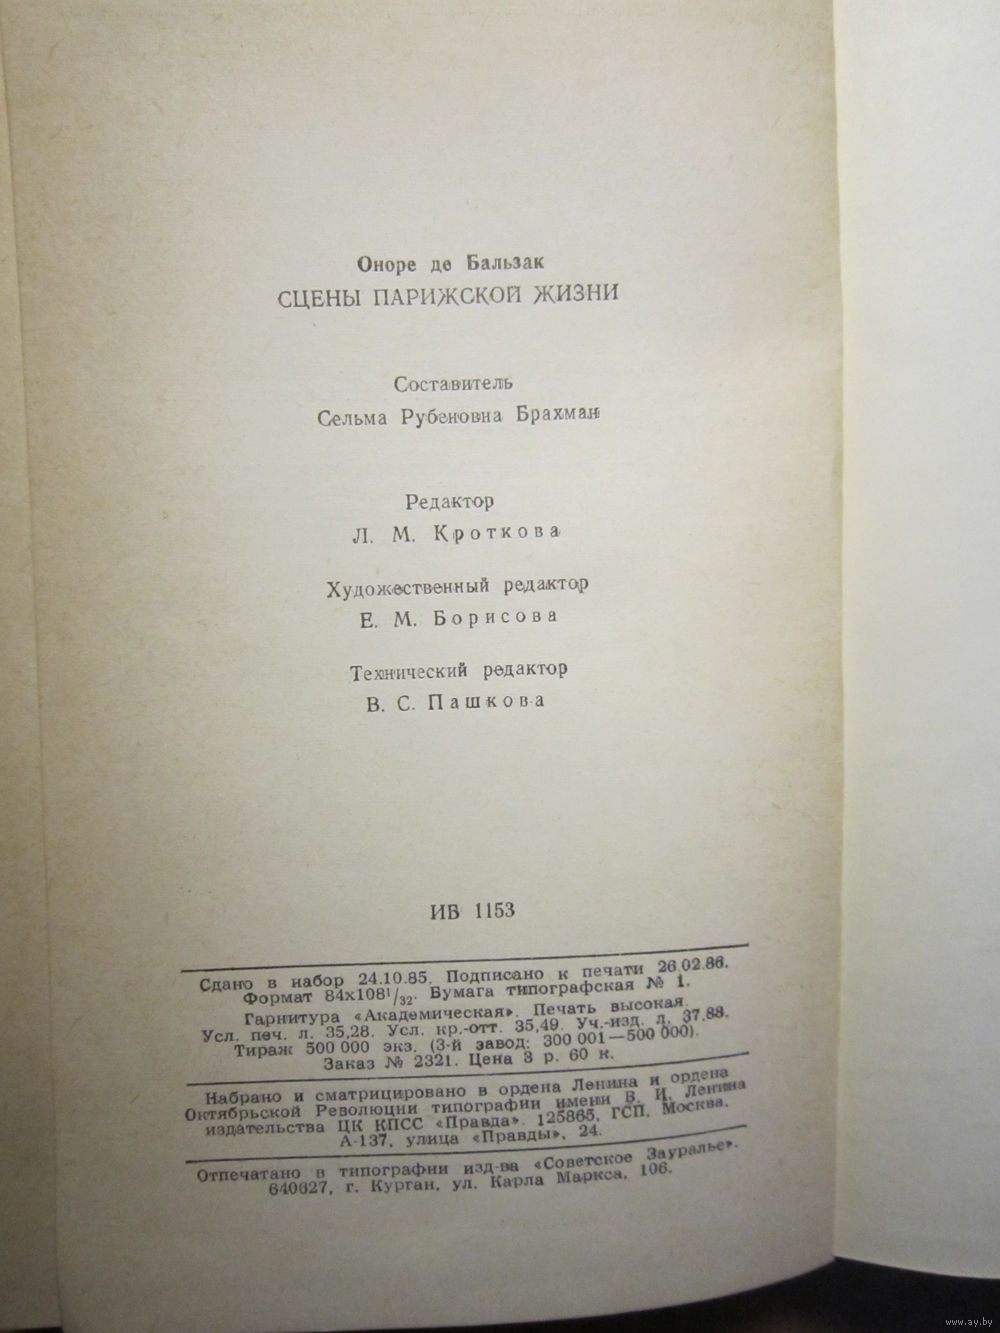 Оноре де Бальзак
СЦЕНЫ ПАРИЖСКОЙ ЖИЗНИ
Составитель
Сельма Рубеновна Брахман
Редактор
Л. М. Кроткова
Художественный редактор
Е. М. Борисова
Технический редактор
В. С. Пашкова
ИБ 1153
Сдано в набор 24.10.85. Подписано к печати 26.02.86.
Формат 84х108¹/₃₂. Бумага типографская № 1.
Гарнитура «Академическая». Печать высокая.
Усл. печ. л. 35,28. Усл. кр.-отт. 35,49. Уч.-изд. л. 37,88.
Тираж 500 000 экз. (3-й завод: 300 001—500 000).
Заказ № 2321. Цена 3 р. 60 к.
Набрано и сматрицировано в ордена Ленина и ордена
Октябрьской Революции типографии имени В. И. Ленина
издательства ЦК КПСС «Правда». 125865, ГСП, Москва,
А-137, улица «Правды», 24.
Отпечатано в типографии изд-ва «Советское Зауралье».
640627, г. Курган, ул. Карла Маркса, 106.
www.ay.by